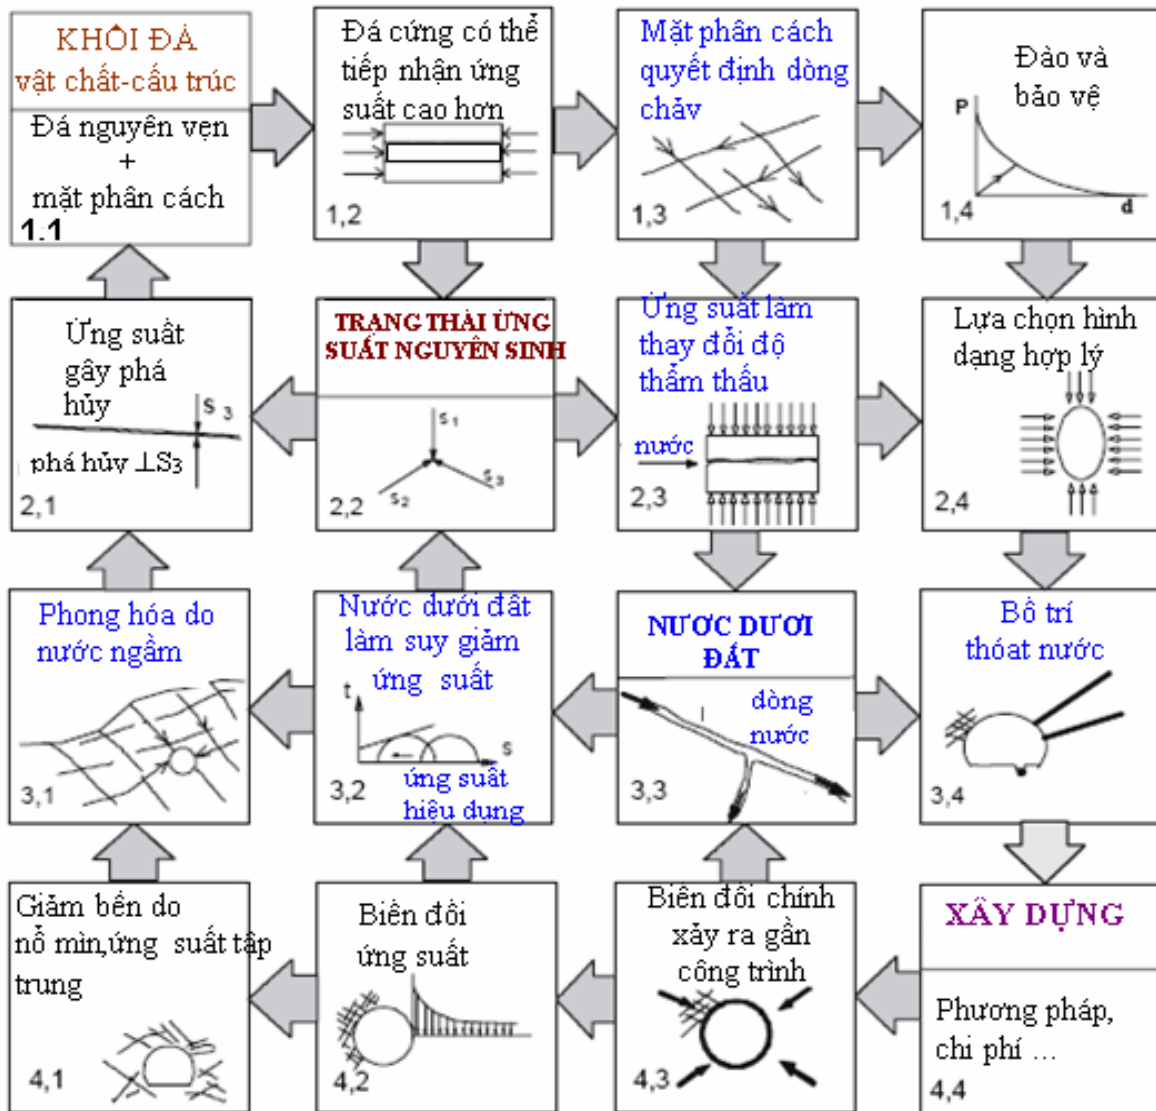 KHÔI ĐÁ
vật chất-cấu trúc
Đá nguyên vẹn
+
mặt phân cách
1.1
Đá cứng có thể
tiếp nhận ứng
suất cao hơn
1,2
Mặt phân cách
quyết định dòng
chảy
1,3
Đào và
bảo vệ
P
d
1,4
Ứng suất
gây phá
hủy
S 3
phá hủy ⊥S3
2,1
TRẠNG THÁI ỨNG
SUẤT NGUYÊN SINH
S1
S2
S3
2,2
Ứng suất làm
thay đổi độ
thẩm thấu
nước
2,3
Lựa chọn hình
dạng hợp lý
2,4
Phong hóa do
nước ngầm
3,1
Nước dưới đất
làm suy giảm
ứng suất
t
s
ứng suất
hiệu dụng
3,2
NƯỚC DƯỚI
ĐẤT
dòng
nước
3,3
Bố trí
thóat nước
3,4
Giảm bền do
nổ mìn,ứng suất tập
trung
4,1
Biến đổi
ứng suất
4,2
Biến đổi chính
xảy ra gần
công trình
4,3
XÂY DỰNG
Phương pháp,
chi phí ...
4,4